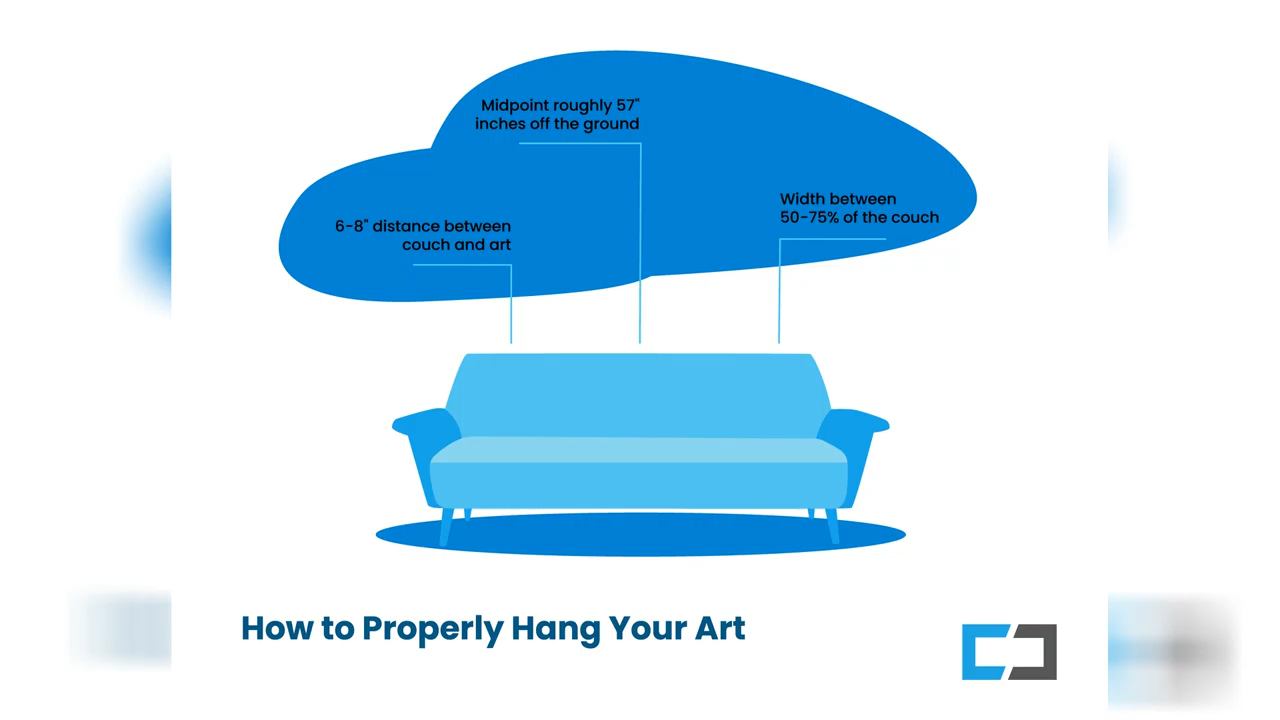 Midpoint roughly 57"
inches off the ground
Width between
50-75% of the couch
6-8" distance between
couch and art
How to Properly Hang Your Art